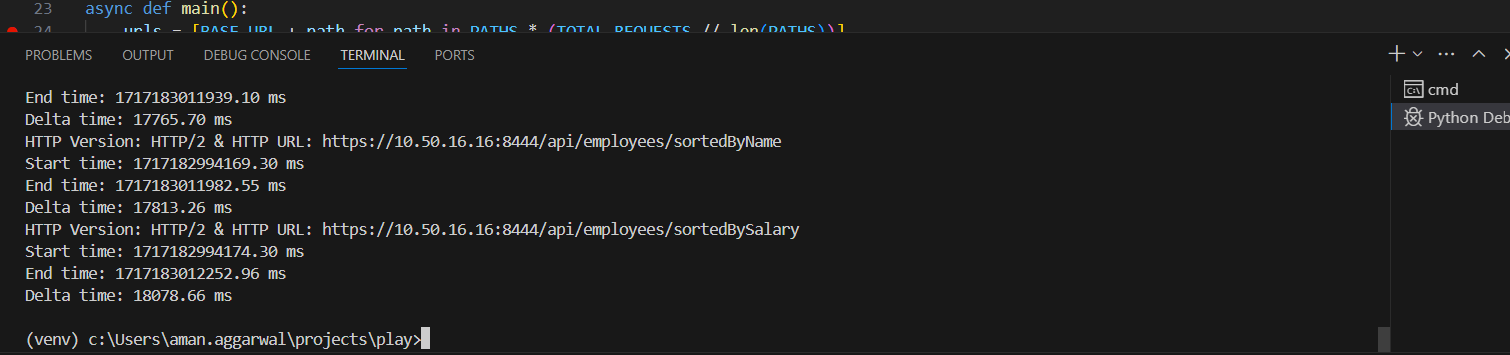 23 async def main():
24 urls = [BASE_URL + path for path in PATHS * (TOTAL_REQUESTS // len(PATHS))]
PROBLEMS OUTPUT DEBUG CONSOLE TERMINAL PORTS
End time: 1717183011939.10 ms
Delta time: 17765.70 ms
HTTP Version: HTTP/2 & HTTP URL: https://10.50.16.16:8444/api/employees/sortedByName
Start time: 1717182994169.30 ms
End time: 1717183011982.55 ms
Delta time: 17813.26 ms
HTTP Version: HTTP/2 & HTTP URL: https://10.50.16.16:8444/api/employees/sortedBySalary
Start time: 1717182994174.30 ms
End time: 1717183012252.96 ms
Delta time: 18078.66 ms
(venv) c:\Users\aman.aggarwal\projects\play>
cmd
Python Deb